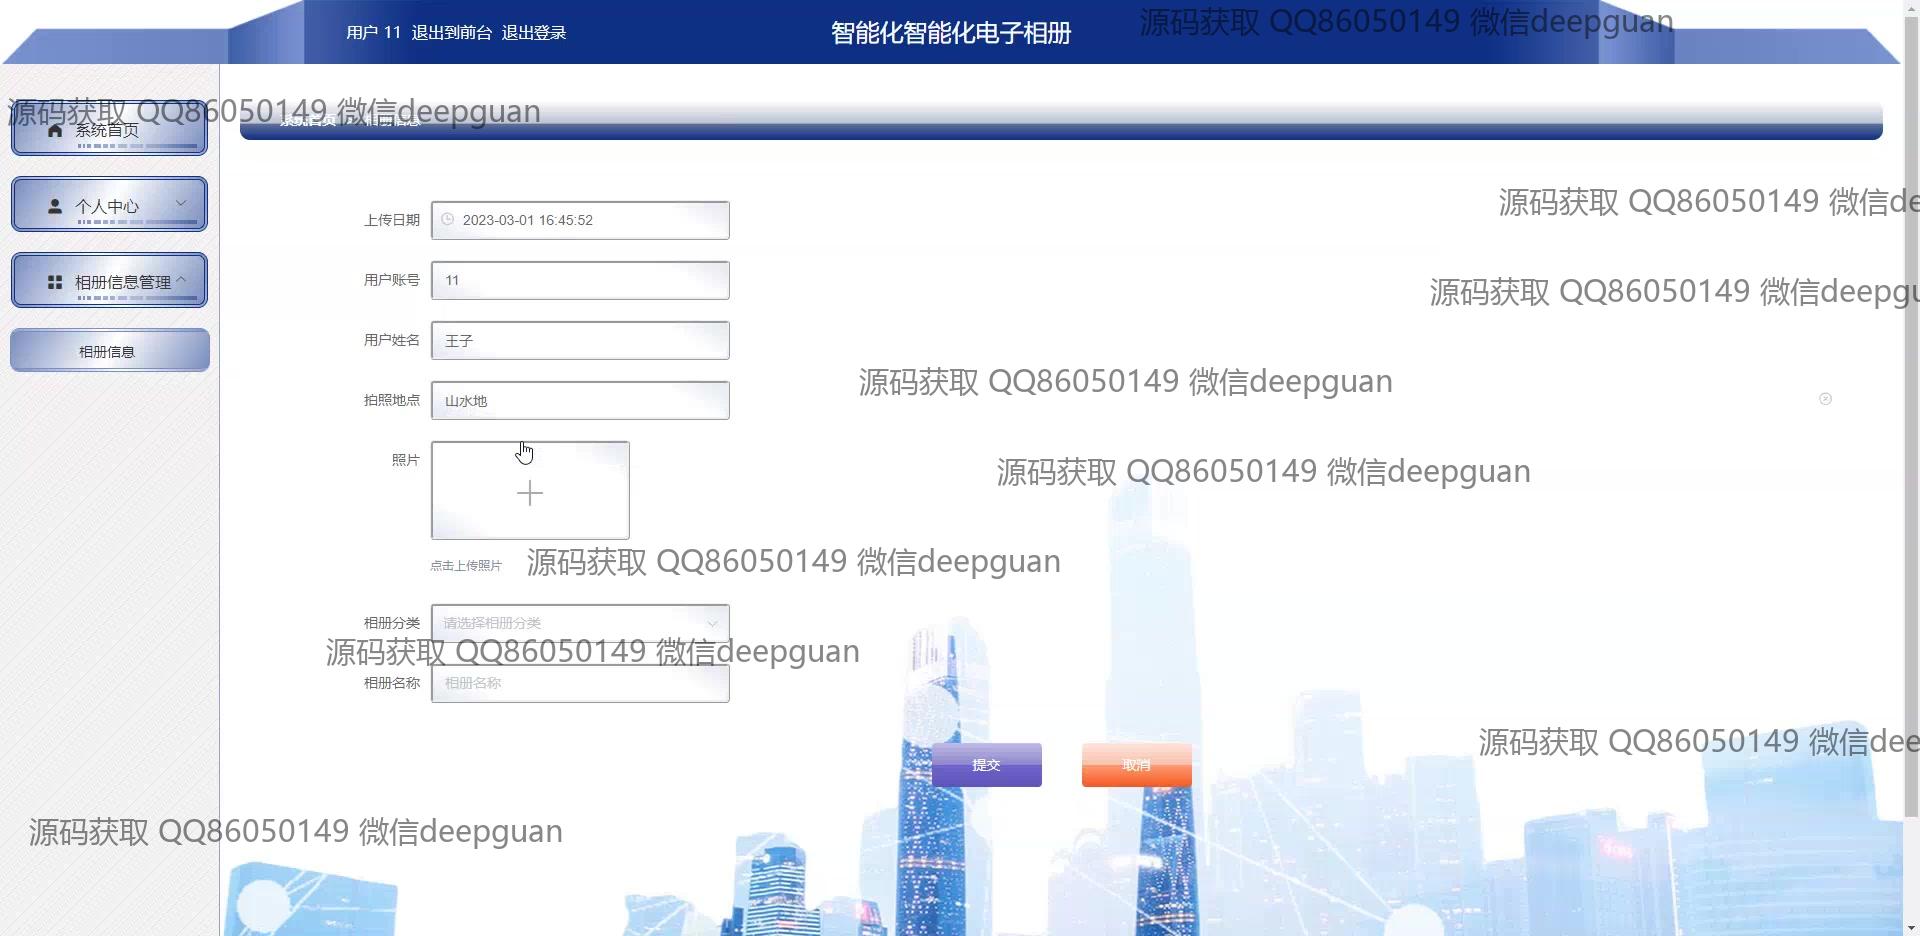 用户 11 退出到前台 退出登录
智能化智能化电子相册
源码获取 QQ86050149 微信deepguan
源码获取 QQ86050149 微信deepguan
系统首页
系统首页 相册信息
个人中心
相册信息管理
相册信息
源码获取 QQ86050149 微信de
上传日期 2023-03-01 16:45:52
用户账号 11
源码获取 QQ86050149 微信deepgu
用户姓名 王子
源码获取 QQ86050149 微信deepguan
拍照地点 山水地
照片
源码获取 QQ86050149 微信deepguan
点击上传照片
源码获取 QQ86050149 微信deepguan
相册分类 请选择相册分类
源码获取 QQ86050149 微信deepguan
相册名称 相册名称
源码获取 QQ86050149 微信dee
提交 取消
源码获取 QQ86050149 微信deepguan